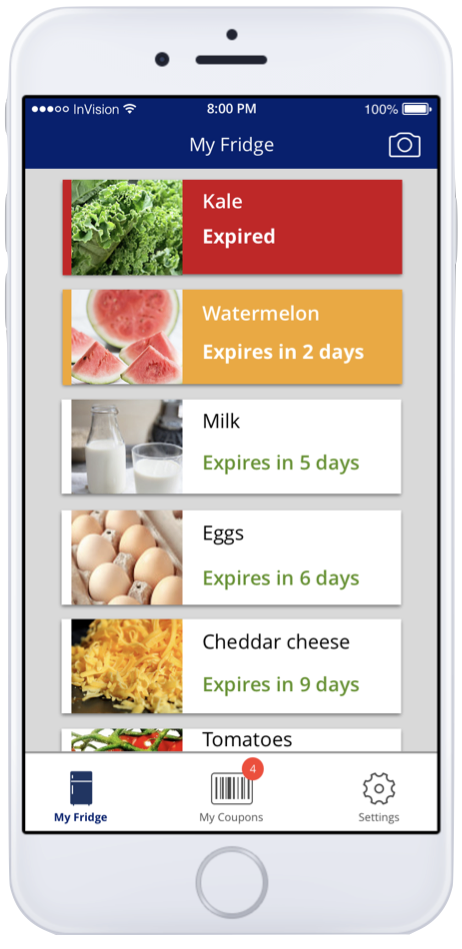 InVision 8:00 PM 100%
My Fridge
Kale
Expired
Watermelon
Expires in 2 days
Milk
Expires in 5 days
Eggs
Expires in 6 days
Cheddar cheese
Expires in 9 days
Tomatoes
4
My Fridge My Coupons Settings